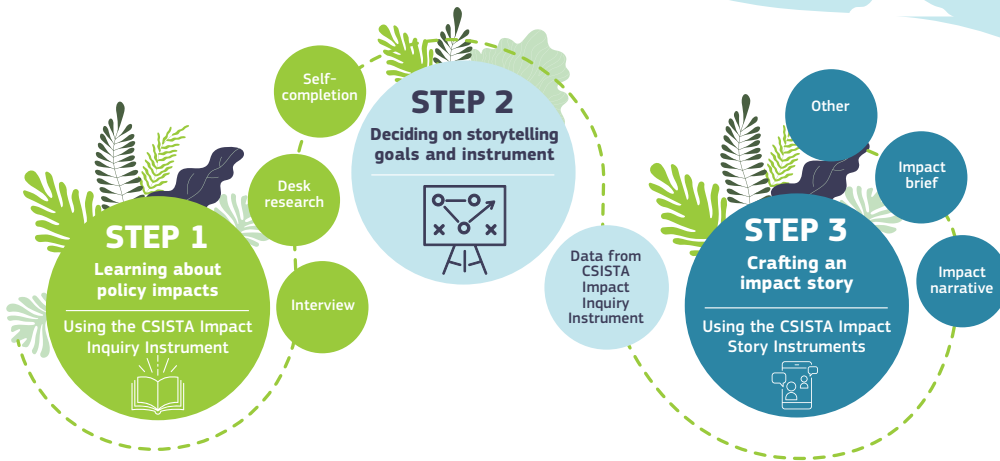 STEP 1
Learning about
policy impacts
Using the CSISTA Impact
Inquiry Instrument
Self-
completion
Desk
research
Interview
STEP 2
Deciding on storytelling
goals and instrument
Data from
CSISTA
Impact
Inquiry
Instrument
STEP 3
Crafting an
impact story
Using the CSISTA Impact
Story Instruments
Other
Impact
brief
Impact
narrative